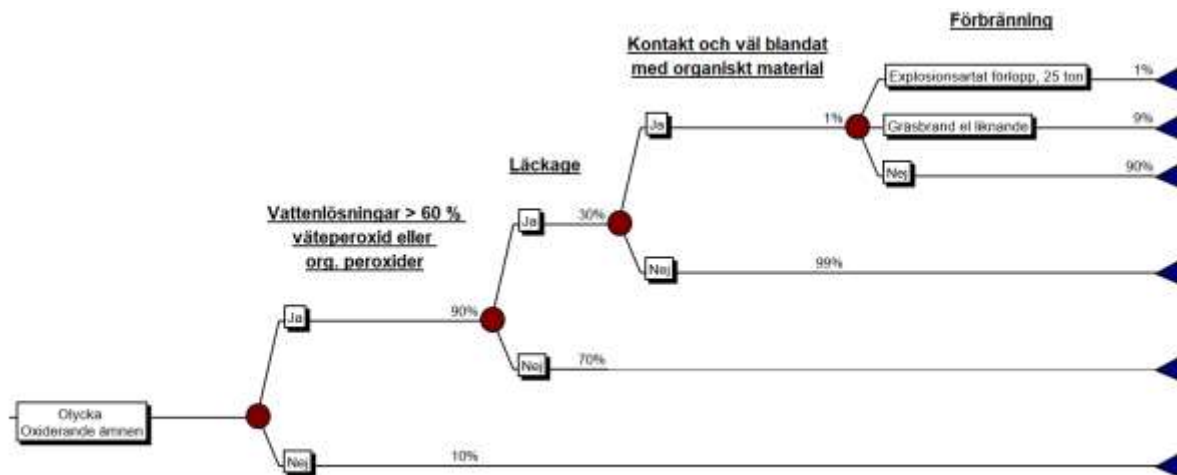 Förbränning
Kontakt och väl blandat
med organiskt material
Explosionsartat förlopp, 25 ton
1%
Ja
1%
Gräsbrand el liknande
9%
Läckage
Nej
90%
Vattenlösningar > 60 %
väteperoxid eller
org. peroxider
Ja
30%
Nej
99%
Ja
90%
Nej
70%
Olycka
Oxiderande ämnen
Nej
10%